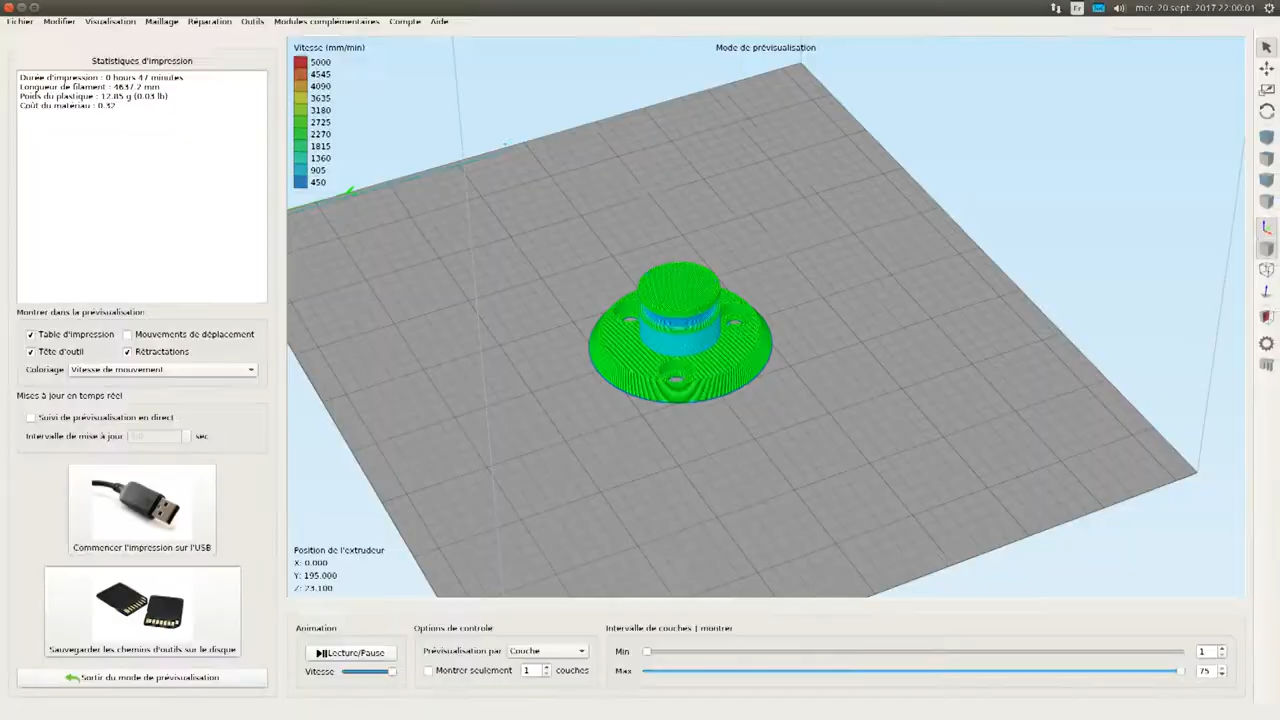 Fr
mer. 20 sept. 2017 22:00:01
Fichier Modifier Visualisation Maillage Réparation Outils Modules complémentaires Compte Aide
Statistiques d'impression
Durée d'impression : 0 hours 47 minutes
Longueur de filament : 4637.2 mm
Poids du plastique : 12.85 g (0.03 lb)
Coût du matériau : 0.32
Montrer dans la prévisualisation
Table d'impression Mouvements de déplacement
Tête d'outil Rétractations
Coloriage Vitesse de mouvement
Mises à jour en temps réel
Suivi de prévisualisation en direct
Intervalle de mise à jour sec
Commencer l'impression sur l'USB
Sauvegarder les chemins d'outils sur le disque
Sortir du mode de prévisualisation
Vitesse (mm/min)
5000
4545
4090
3635
3180
2725
2270
1815
1360
905
450
Mode de prévisualisation
Position de l'extrudeur
X: 0.000
Y: 195.000
Z: 23.100
Animation
Lecture/Pause
Vitesse
Options de controle
Prévisualisation par Couche
Montrer seulement 1 couches
Intervalle de couches | montrer
Min 1
Max 75